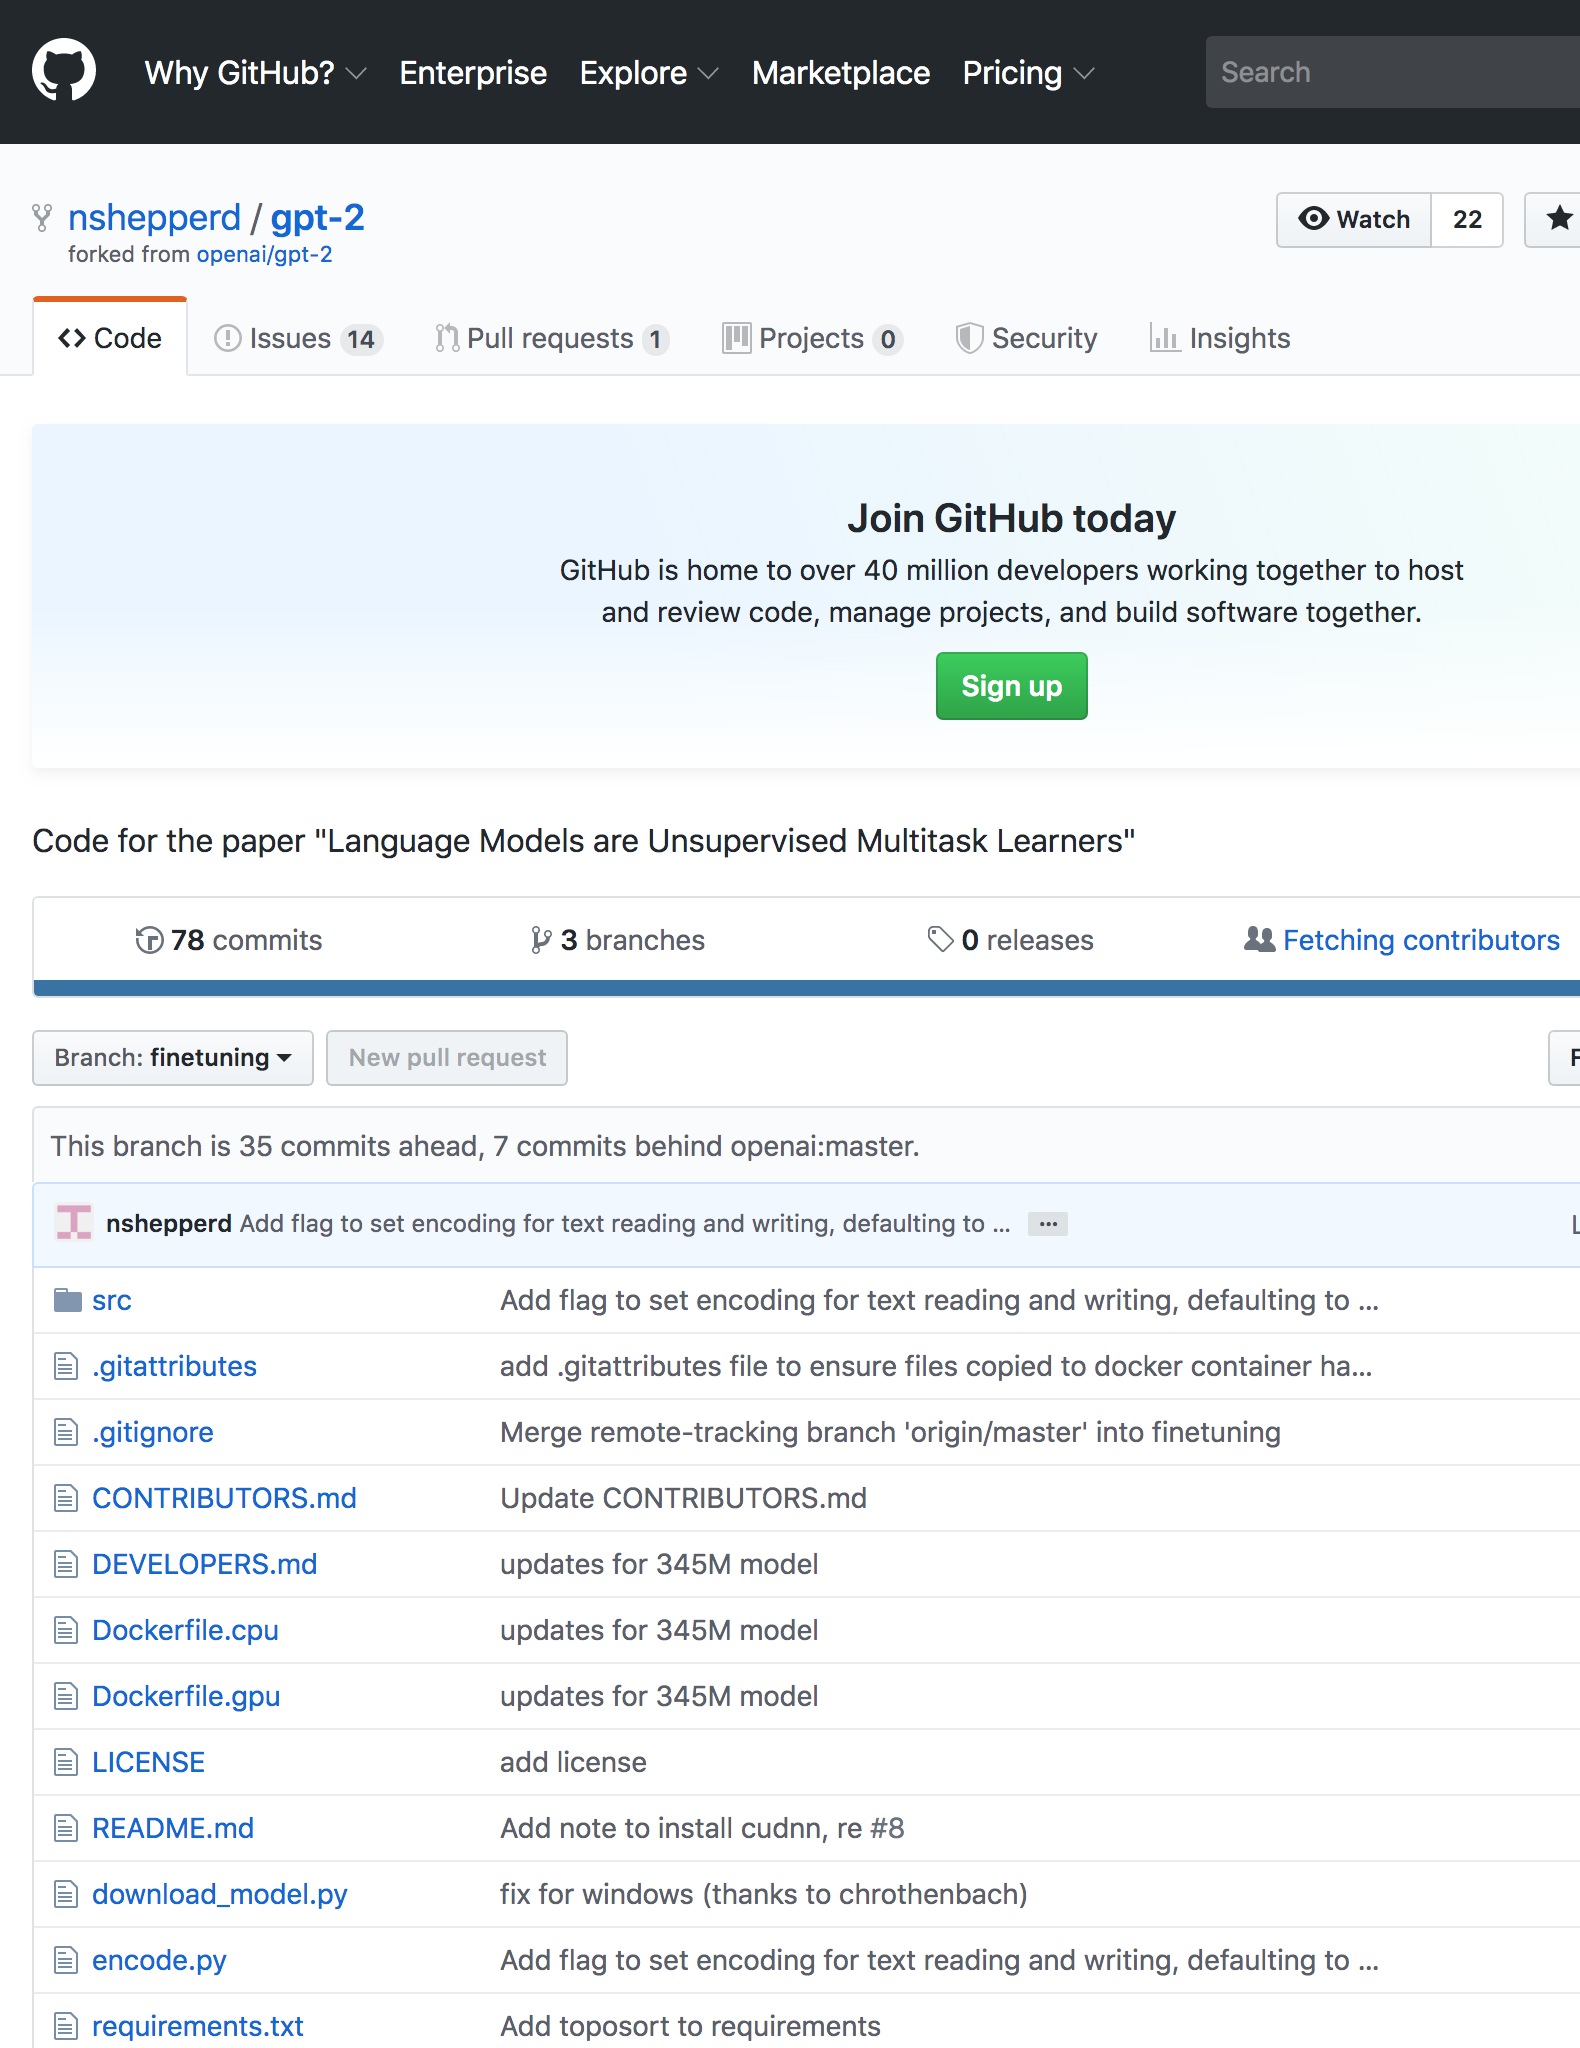 Why GitHub? Enterprise Explore Marketplace Pricing Search
nshepperd / gpt-2
Watch 22
forked from openai/gpt-2
Code Issues 14 Pull requests 1 Projects 0 Security Insights
Join GitHub today
GitHub is home to over 40 million developers working together to host
and review code, manage projects, and build software together.
Sign up
Code for the paper "Language Models are Unsupervised Multitask Learners"
78 commits 3 branches 0 releases Fetching contributors
Branch: finetuning New pull request F
This branch is 35 commits ahead, 7 commits behind openai:master.
nshepperd Add flag to set encoding for text reading and writing, defaulting to ... ... L
src Add flag to set encoding for text reading and writing, defaulting to ...
.gitattributes add .gitattributes file to ensure files copied to docker container ha...
.gitignore Merge remote-tracking branch 'origin/master' into finetuning
CONTRIBUTORS.md Update CONTRIBUTORS.md
DEVELOPERS.md updates for 345M model
Dockerfile.cpu updates for 345M model
Dockerfile.gpu updates for 345M model
LICENSE add license
README.md Add note to install cudnn, re #8
download_model.py fix for windows (thanks to chrothenbach)
encode.py Add flag to set encoding for text reading and writing, defaulting to ...
requirements.txt Add toposort to requirements